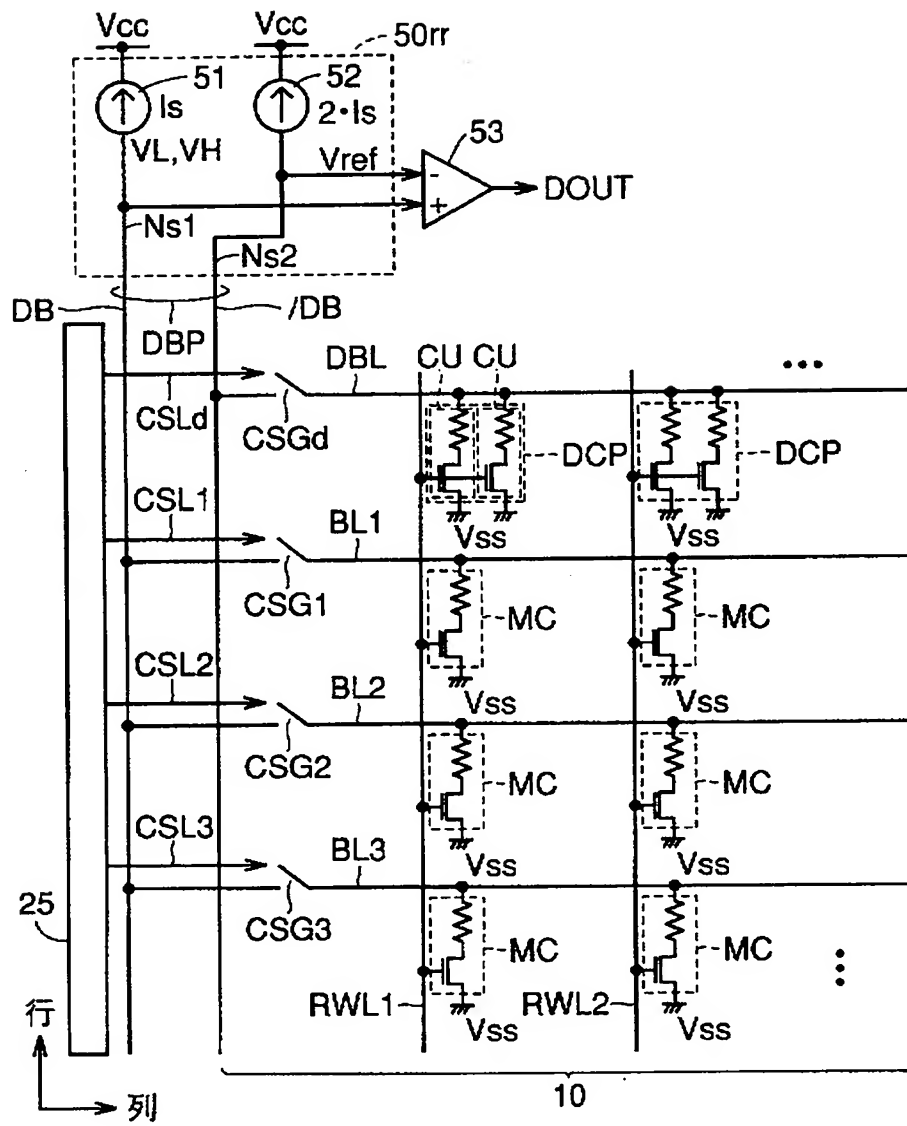 Vcc Vcc 50rr
51 52
Is 2•Is 53
VL,VH Vref
-
+
DOUT
Ns1
Ns2
DB /DB
DBP DBL CU CU •••
CSLd CSGd DCP DCP
CSL1 BL1 Vss Vss
CSG1 MC MC
CSL2 BL2 Vss Vss
CSG2 MC MC
CSL3 BL3 Vss Vss
25 CSG3 MC MC
行 RWL1 Vss RWL2 Vss
列 10